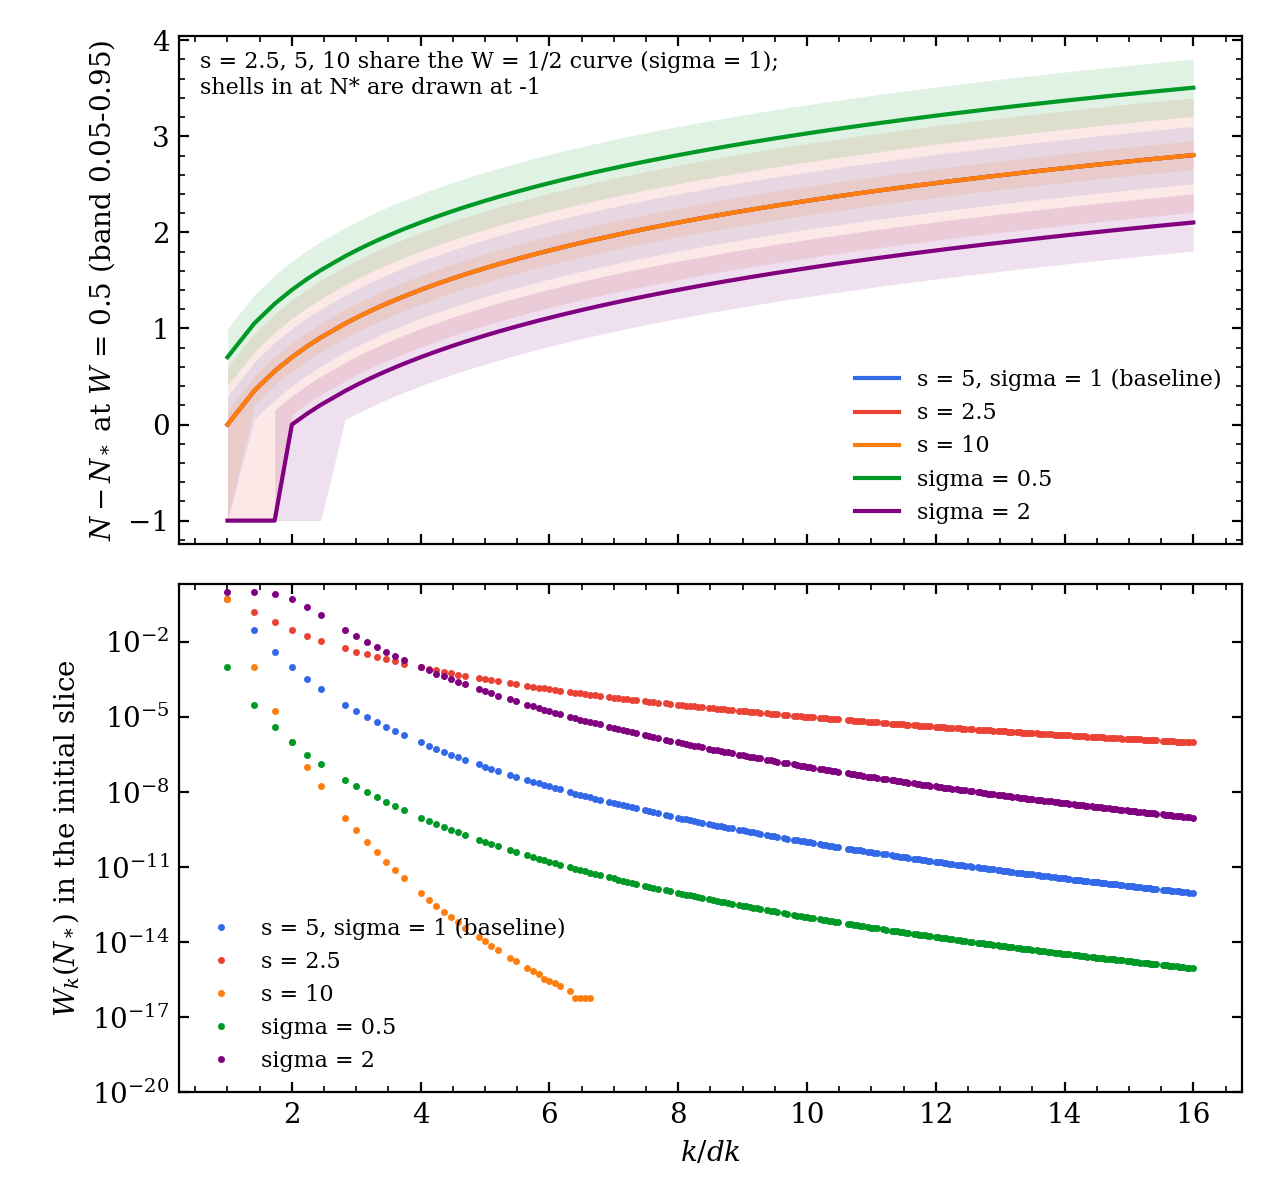 s = 2.5, 5, 10 share the W = 1/2 curve (sigma = 1);
shells in at N* are drawn at -1
N − N∗ at W = 0.5 (band 0.05-0.95)
4
3
2
1
0
−1
s = 5, sigma = 1 (baseline)
s = 2.5
s = 10
sigma = 0.5
sigma = 2
W_k(N∗) in the initial slice
10^−2
10^−5
10^−8
10^−11
10^−14
10^−17
10^−20
s = 5, sigma = 1 (baseline)
s = 2.5
s = 10
sigma = 0.5
sigma = 2
2 4 6 8 10 12 14 16
k/dk